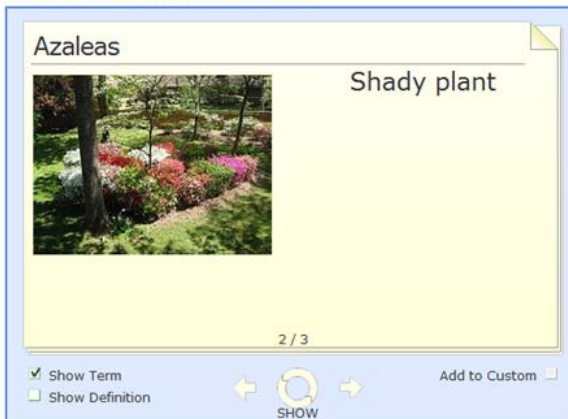 Azaleas
Shady plant
2 / 3
Show Term
Show Definition
SHOW
Add to Custom